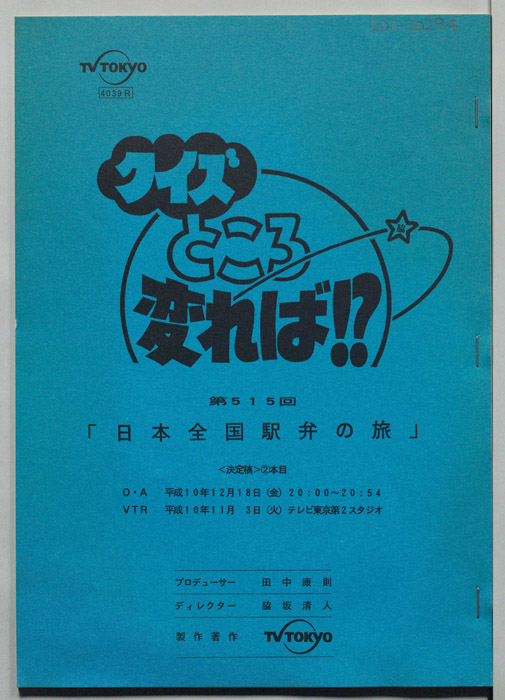 TV TOKYO
4039R
クイズ
ところ
変れば!?
脇
第515回
「日本全国駅弁の旅」
<決定稿>②本目
O・A 平成10年12月18日(金)20:00～20:54
VTR 平成10年11月 3日(火)テレビ東京第2スタジオ
プロデューサー 田中康則
ディレクター 脇坂清人
製作著作 TV TOKYO